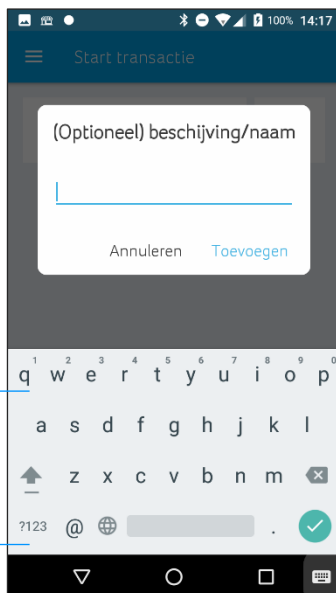 100% 14:17
Start transactie
(Optioneel) beschijving/naam
Annuleren Toevoegen
1 2 3 4 5 6 7 8 9 0
q w e r t y u i o p
a s d f g h j k l
z x c v b n m
?123 @ .